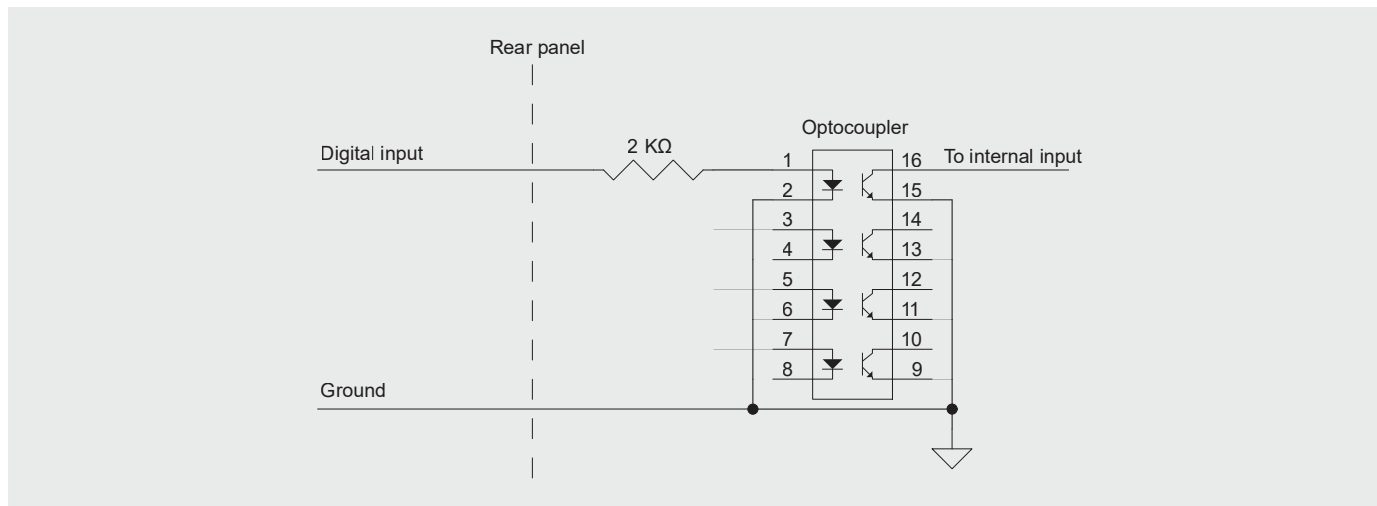 Rear panel
Optocoupler
Digital input
2 KΩ
1
16
To internal input
2
15
3
14
4
13
5
12
6
11
7
10
8
9
Ground